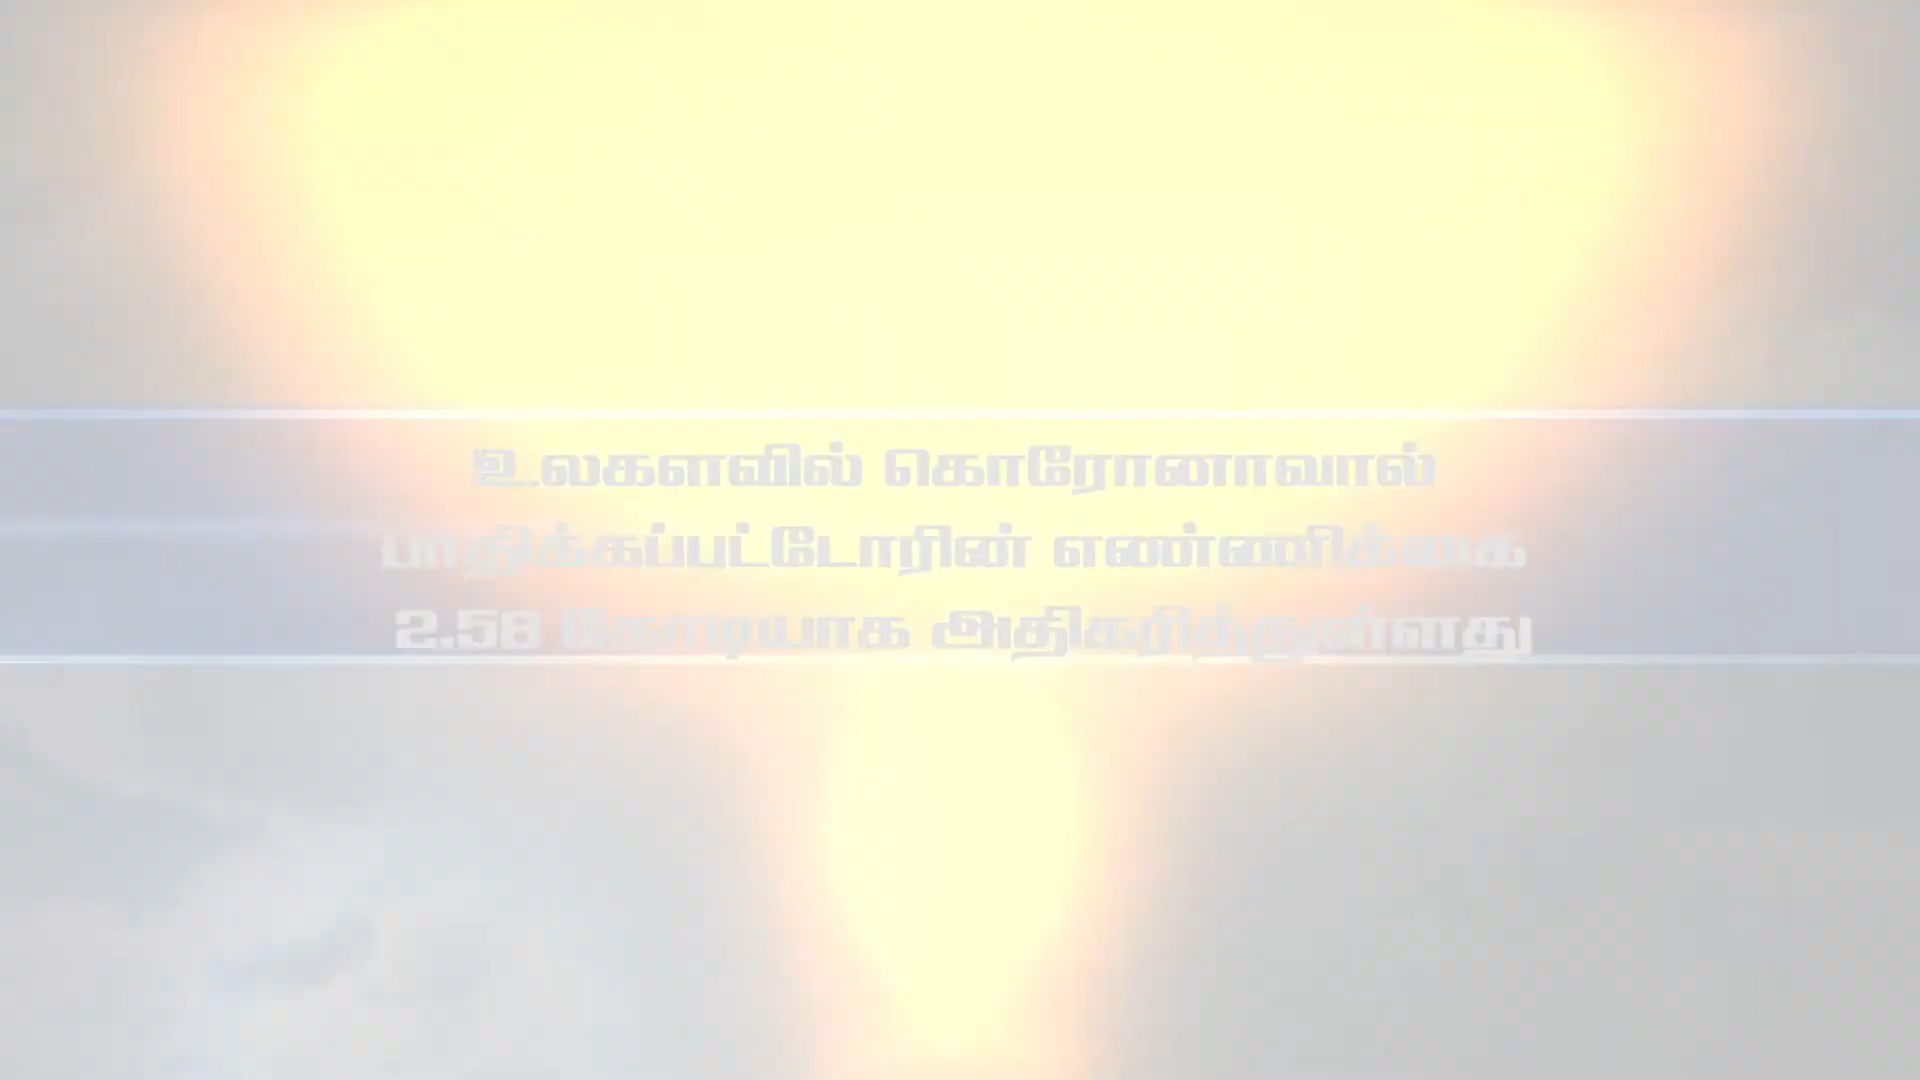 உலகளவில் கொரோனாவால்
பாதிக்கப்பட்டோரின் எண்ணிக்கை
2.58 கோடியாக அதிகரித்துள்ளது